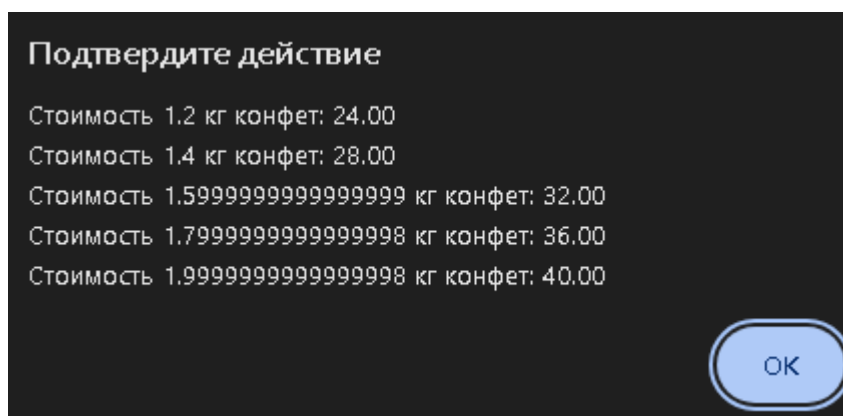 Подтвердите действие
Стоимость 1.2 кг конфет: 24.00
Стоимость 1.4 кг конфет: 28.00
Стоимость 1.5999999999999999 кг конфет: 32.00
Стоимость 1.7999999999999998 кг конфет: 36.00
Стоимость 1.9999999999999998 кг конфет: 40.00
ОК